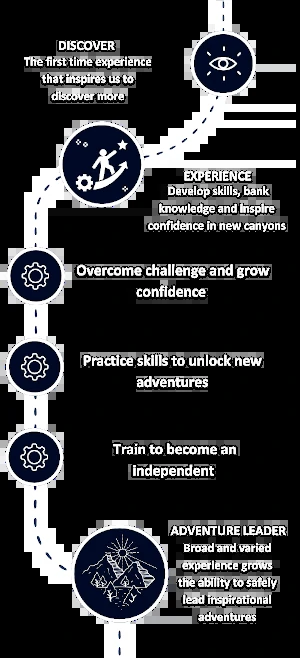 DISCOVER
The first time experience
that inspires us to
discover more
EXPERIENCE
Develop skills, bank
knowledge and inspire
confidence in new canyons
Overcome challenge and grow
confidence
Practice skills to unlock new
adventures
Train to become an
independent
ADVENTURE LEADER
Broad and varied
experience grows
the ability to safely
lead inspirational
adventures